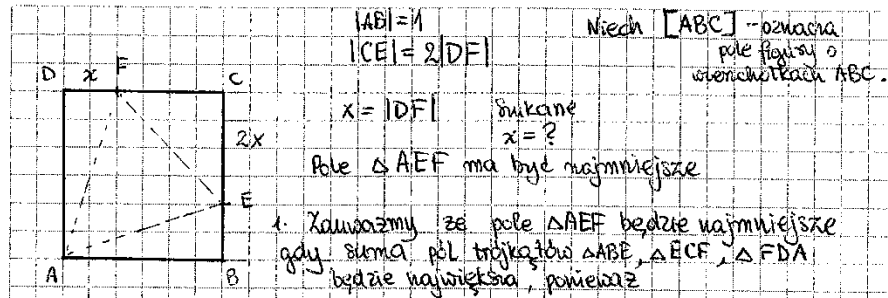 |AB|=1
|CE|= 2|DF|
Niech [ABC] - oznacza
pole figury o
wierzchołkach ABC.
D x F C
x = |DF| Szukane
x = ?
2x
Pole △AEF ma być najmniejsze
E
1. Zauważmy że pole △AEF będzie najmniejsze
gdy suma pól trójkątów △ABE, △ECF, △FDA
A B
będzie największa, ponieważ